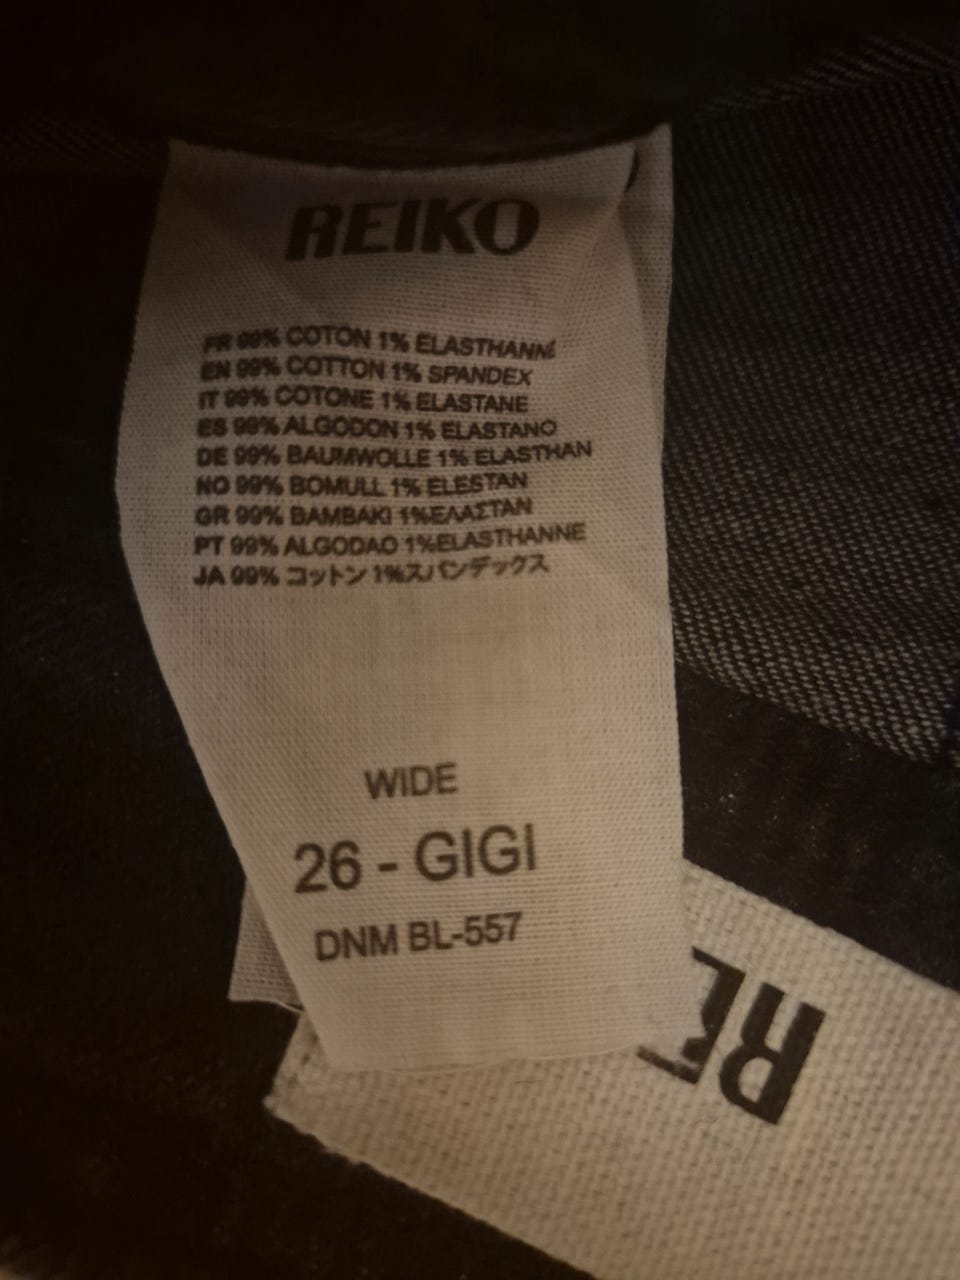 REIKO
FR 99% COTON 1% ELASTHANNE
EN 99% COTTON 1% SPANDEX
IT 99% COTONE 1% ELASTANE
ES 99% ALGODON 1% ELASTANO
DE 99% BAUMWOLLE 1% ELASTHAN
NO 99% BOMULL 1% ELESTAN
GR 99% BAMBAKI 1%ΕΛΑΣΤΑΝ
PT 99% ALGODAO 1%ELASTHANNE
JA 99% コットン 1%スパンデックス
WIDE
26 - GIGI
DNM BL-557
RE